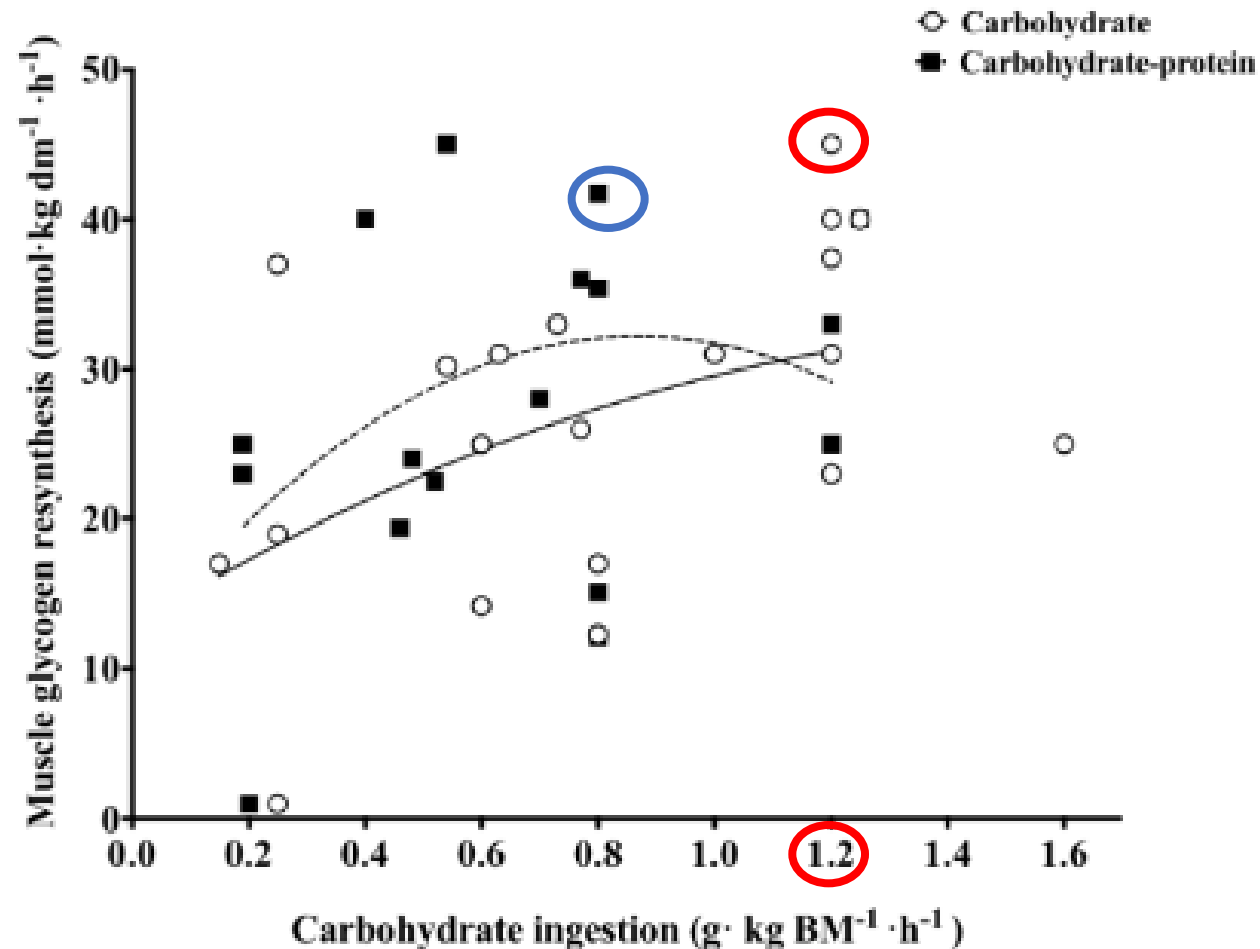 Carbohydrate
Carbohydrate-protein
Muscle glycogen resynthesis (mmol·kg dm⁻¹ ·h⁻¹)
50
40
30
20
10
0
0.0 0.2 0.4 0.6 0.8 1.0 1.2 1.4 1.6
Carbohydrate ingestion (g· kg BM⁻¹ ·h⁻¹)